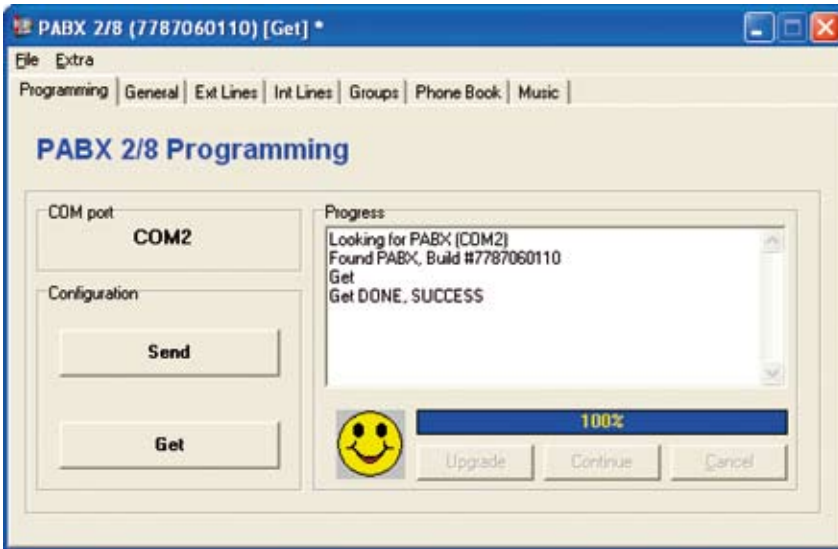 PABX 2/8 (7787060110) [Get] *
File Extra
Programming General Ext Lines Int Lines Groups Phone Book Music
PABX 2/8 Programming
COM port
COM2
Configuration
Send
Get
Progress
Looking for PABX (COM2)
Found PABX, Build #7787060110
Get
Get DONE, SUCCESS
100%
Upgrade Continue Cancel